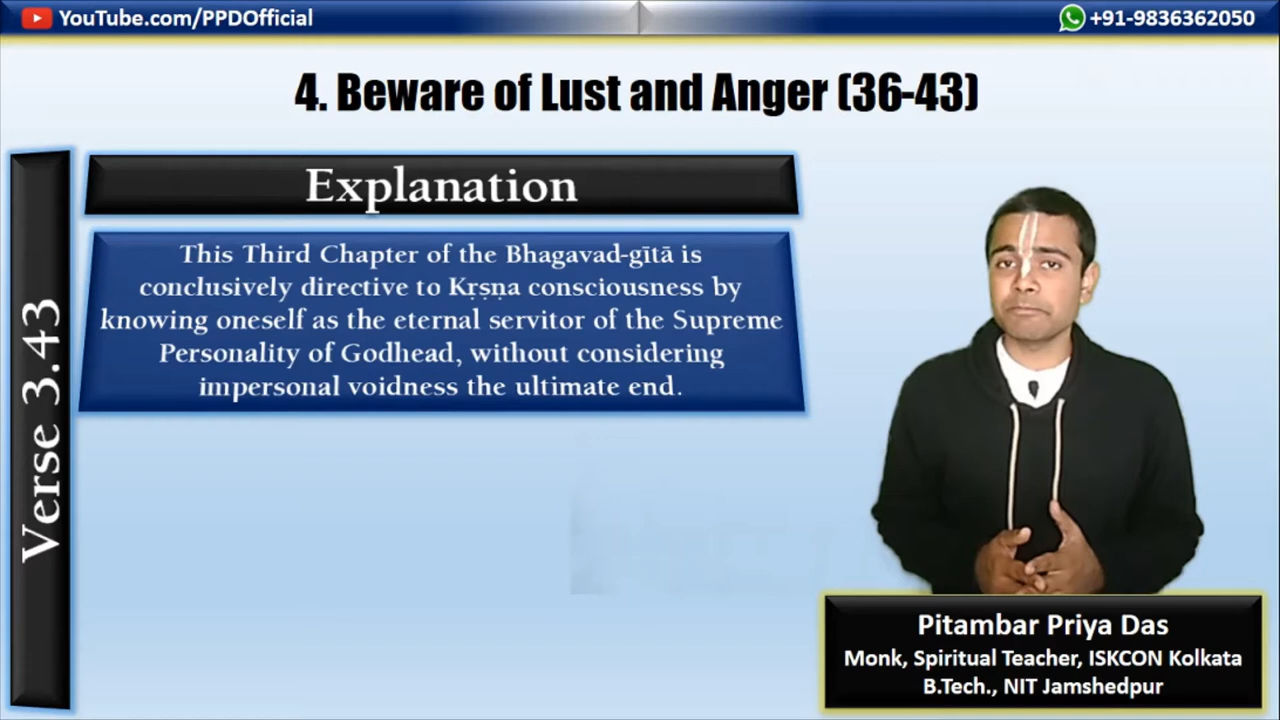 YouTube.com/PPDOfficial
+91-9836362050
4. Beware of Lust and Anger (36-43)
Verse 3.43
Explanation
This Third Chapter of the Bhagavad-gītā is
conclusively directive to Kṛṣṇa consciousness by
knowing oneself as the eternal servitor of the Supreme
Personality of Godhead, without considering
impersonal voidness the ultimate end.
Pitambar Priya Das
Monk, Spiritual Teacher, ISKCON Kolkata
B.Tech., NIT Jamshedpur